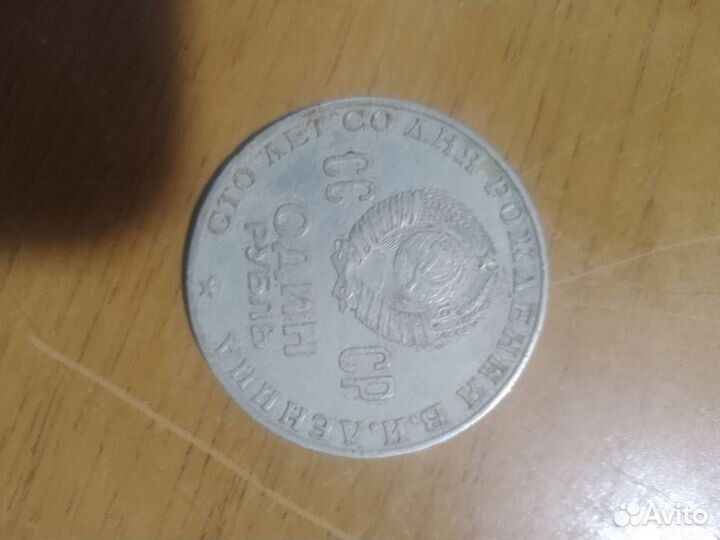 СТО ЛЕТ СО ДНЯ РОЖДЕНИЯ В.И.ЛЕНИНА
СС СР
ОДИН
РУБЛЬ
Avito